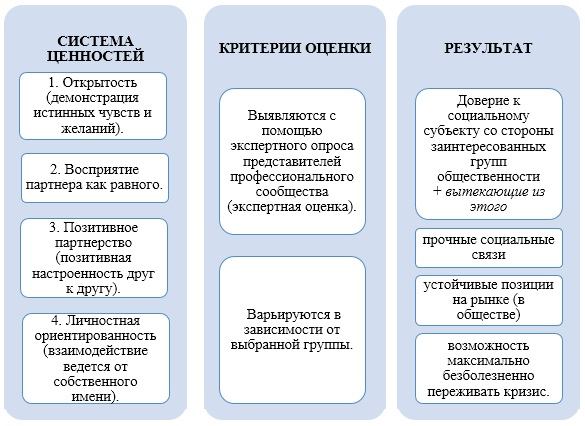 СИСТЕМА
ЦЕННОСТЕЙ
1. Открытость
(демонстрация
истинных чувств и
желаний).
2. Восприятие
партнера как равного.
3. Позитивное
партнерство
(позитивная
настроенность друг
к другу).
4. Личностная
ориентированность
(взаимодействие
ведется от
собственного
имени).
КРИТЕРИИ ОЦЕНКИ
Выявляются с
помощью
экспертного опроса
представителей
профессионального
сообщества
(экспертная оценка).
Варьируются в
зависимости от
выбранной группы.
РЕЗУЛЬТАТ
Доверие к
социальному
субъекту со стороны
заинтересованных
групп
общественности
+ вытекающие из
этого
прочные социальные
связи
устойчивые позиции
на рынке (в
обществе)
возможность
максимально
безболезненно
переживать кризис.